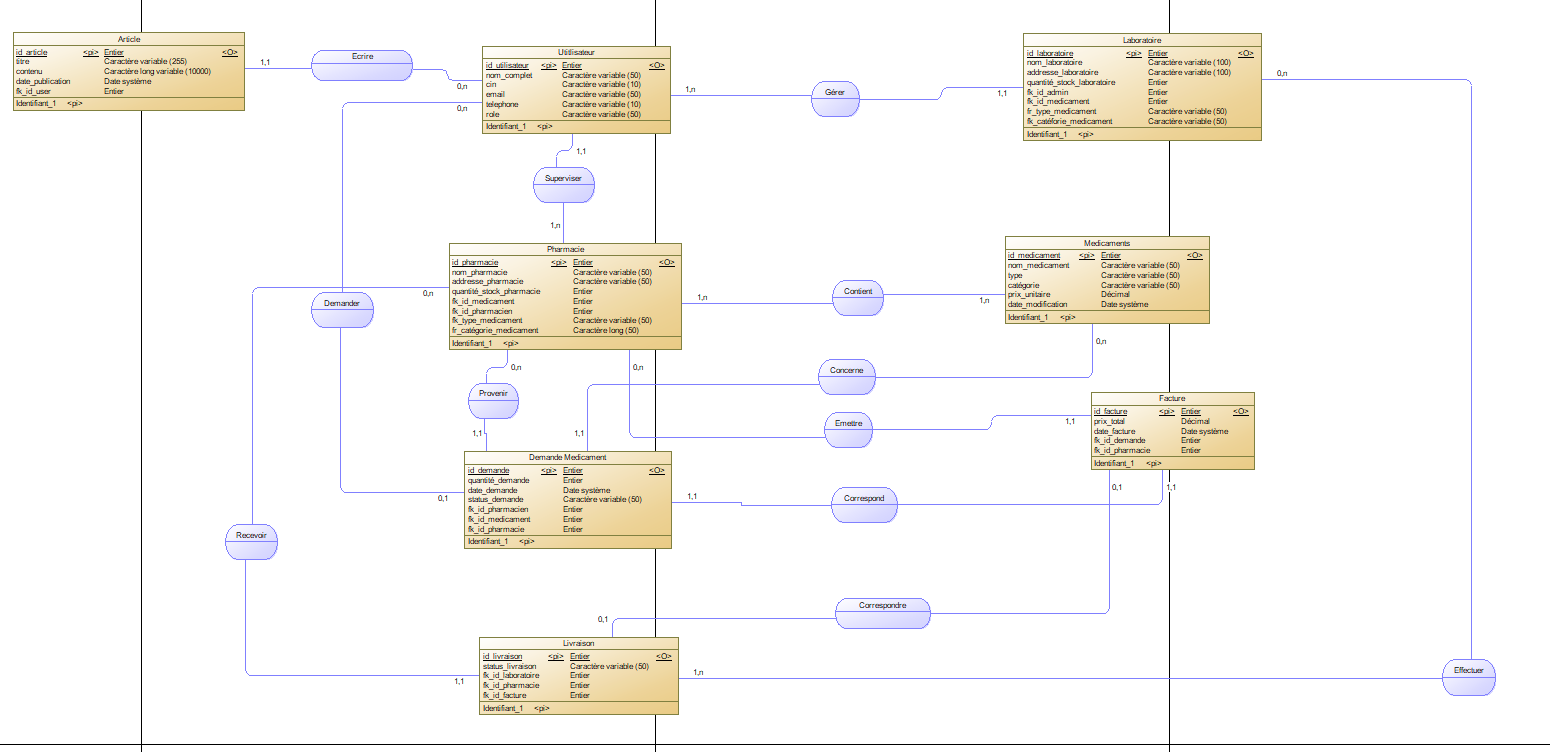 Article
id_article <pi> Entier <O>
titre Caractère variable (255)
contenu Caractère long variable (10000)
date_publication Date système
fk_id_user Entier
Identifiant_1 <pi>
1,1
Ecrire
0,n
0,n
Utitlisateur
id_utilisateur <pi> Entier <O>
nom_complet Caractère variable (50)
cin Caractère variable (10)
email Caractère variable (50)
telephone Caractère variable (10)
role Caractère variable (50)
Identifiant_1 <pi>
1,n
Gérer
1,1
Laboratoire
id_laboratoire <pi> Entier <O>
nom_laboratoire Caractère variable (100)
addresse_laboratoire Caractère variable (100)
quantité_stock_laboratoire Entier
fk_id_admin Entier
fk_id_medicament Entier
fr_type_medicament Caractère variable (50)
fk_catéforie_medicament Caractère variable (50)
Identifiant_1 <pi>
0,n
1,1
Superviser
1,n
Pharmacie
id_pharmacie <pi> Entier <O>
nom_pharmacie Caractère variable (50)
addresse_pharmacie Caractère variable (50)
quantité_stock_pharmacie Entier
fk_id_medicament Entier
fk_id_pharmacien Entier
fk_type_medicament Caractère variable (50)
fr_catégorie_medicament Caractère long (50)
Identifiant_1 <pi>
0,n
Demander
1,n
Contient
1,n
Medicaments
id_medicament <pi> Entier <O>
nom_medicament Caractère variable (50)
type Caractère variable (50)
catégorie Caractère variable (50)
prix_unitaire Décimal
date_modification Date système
Identifiant_1 <pi>
0,n
0,n
0,n
Provenir
Concerne
Emettre
1,1
1,1
1,1
Facture
id_facture <pi> Entier <O>
prix_total Décimal
date_facture Date système
fk_id_demande Entier
fk_id_pharmacie Entier
Identifiant_1 <pi>
0,1
1,1
Demande Medicament
id_demande <pi> Entier <O>
quantité_demande Entier
date_demande Date système
status_demande Caractère variable (50)
fk_id_pharmacien Entier
fk_id_medicament Entier
fk_id_pharmacie Entier
Identifiant_1 <pi>
0,1
1,1
Correspond
Recevoir
Correspondre
0,1
Livraison
id_livraison <pi> Entier <O>
status_livraison Caractère variable (50)
fk_id_laboratoire Entier
fk_id_pharmacie Entier
fk_id_facture Entier
Identifiant_1 <pi>
1,1
1,n
Effectuer